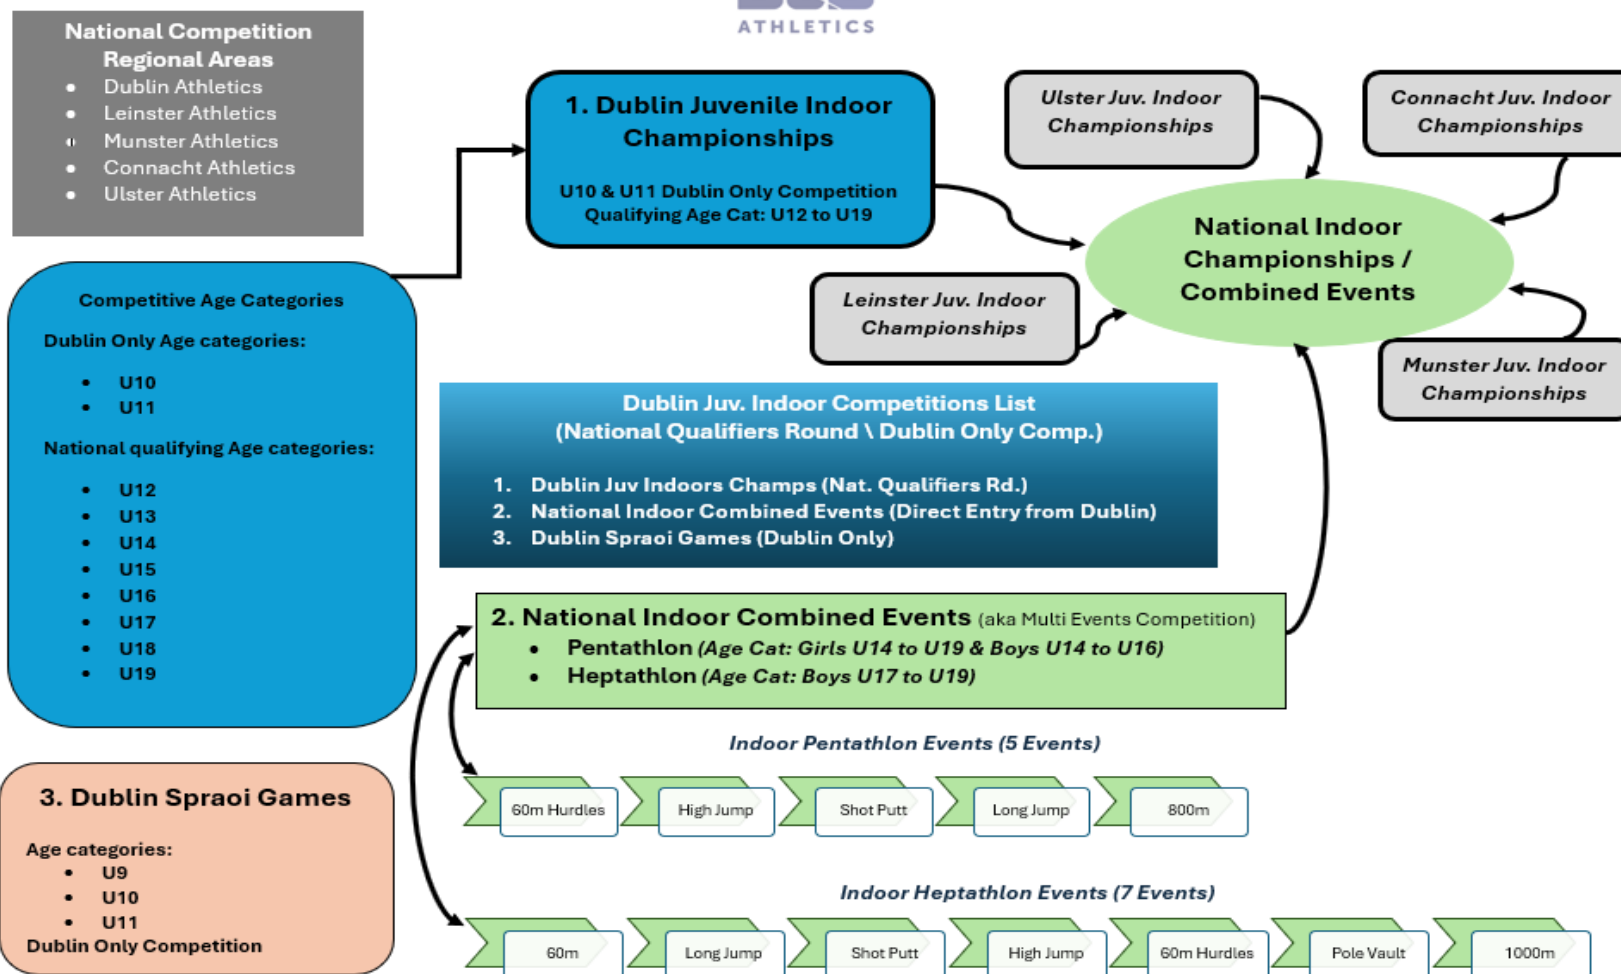 ATHLETICS
National Competition
Regional Areas
• Dublin Athletics
• Leinster Athletics
• Munster Athletics
• Connacht Athletics
• Ulster Athletics
1. Dublin Juvenile Indoor
Championships
U10 & U11 Dublin Only Competition
Qualifying Age Cat: U12 to U19
Ulster Juv. Indoor
Championships
Connacht Juv. Indoor
Championships
National Indoor
Championships /
Combined Events
Leinster Juv. Indoor
Championships
Munster Juv. Indoor
Championships
Competitive Age Categories
Dublin Only Age categories:
• U10
• U11
National qualifying Age categories:
• U12
• U13
• U14
• U15
• U16
• U17
• U18
• U19
Dublin Juv. Indoor Competitions List
(National Qualifiers Round \ Dublin Only Comp.)
1. Dublin Juv Indoors Champs (Nat. Qualifiers Rd.)
2. National Indoor Combined Events (Direct Entry from Dublin)
3. Dublin Spraoi Games (Dublin Only)
2. National Indoor Combined Events (aka Multi Events Competition)
• Pentathlon (Age Cat: Girls U14 to U19 & Boys U14 to U16)
• Heptathlon (Age Cat: Boys U17 to U19)
Indoor Pentathlon Events (5 Events)
60m Hurdles
High Jump
Shot Putt
Long Jump
800m
Indoor Heptathlon Events (7 Events)
60m
Long Jump
Shot Putt
High Jump
60m Hurdles
Pole Vault
1000m
3. Dublin Spraoi Games
Age categories:
• U9
• U10
• U11
Dublin Only Competition